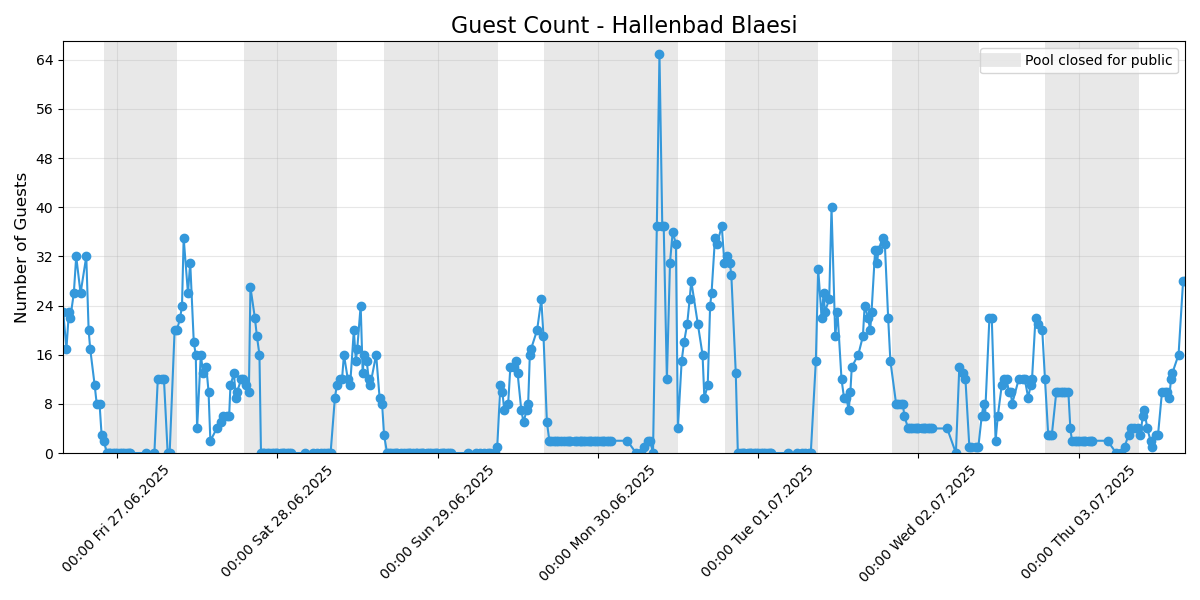 Guest Count - Hallenbad Blaesi
Pool closed for public
Number of Guests
64
56
48
40
32
24
16
8
0
00:00 Fri 27.06.2025
00:00 Sat 28.06.2025
00:00 Sun 29.06.2025
00:00 Mon 30.06.2025
00:00 Tue 01.07.2025
00:00 Wed 02.07.2025
00:00 Thu 03.07.2025